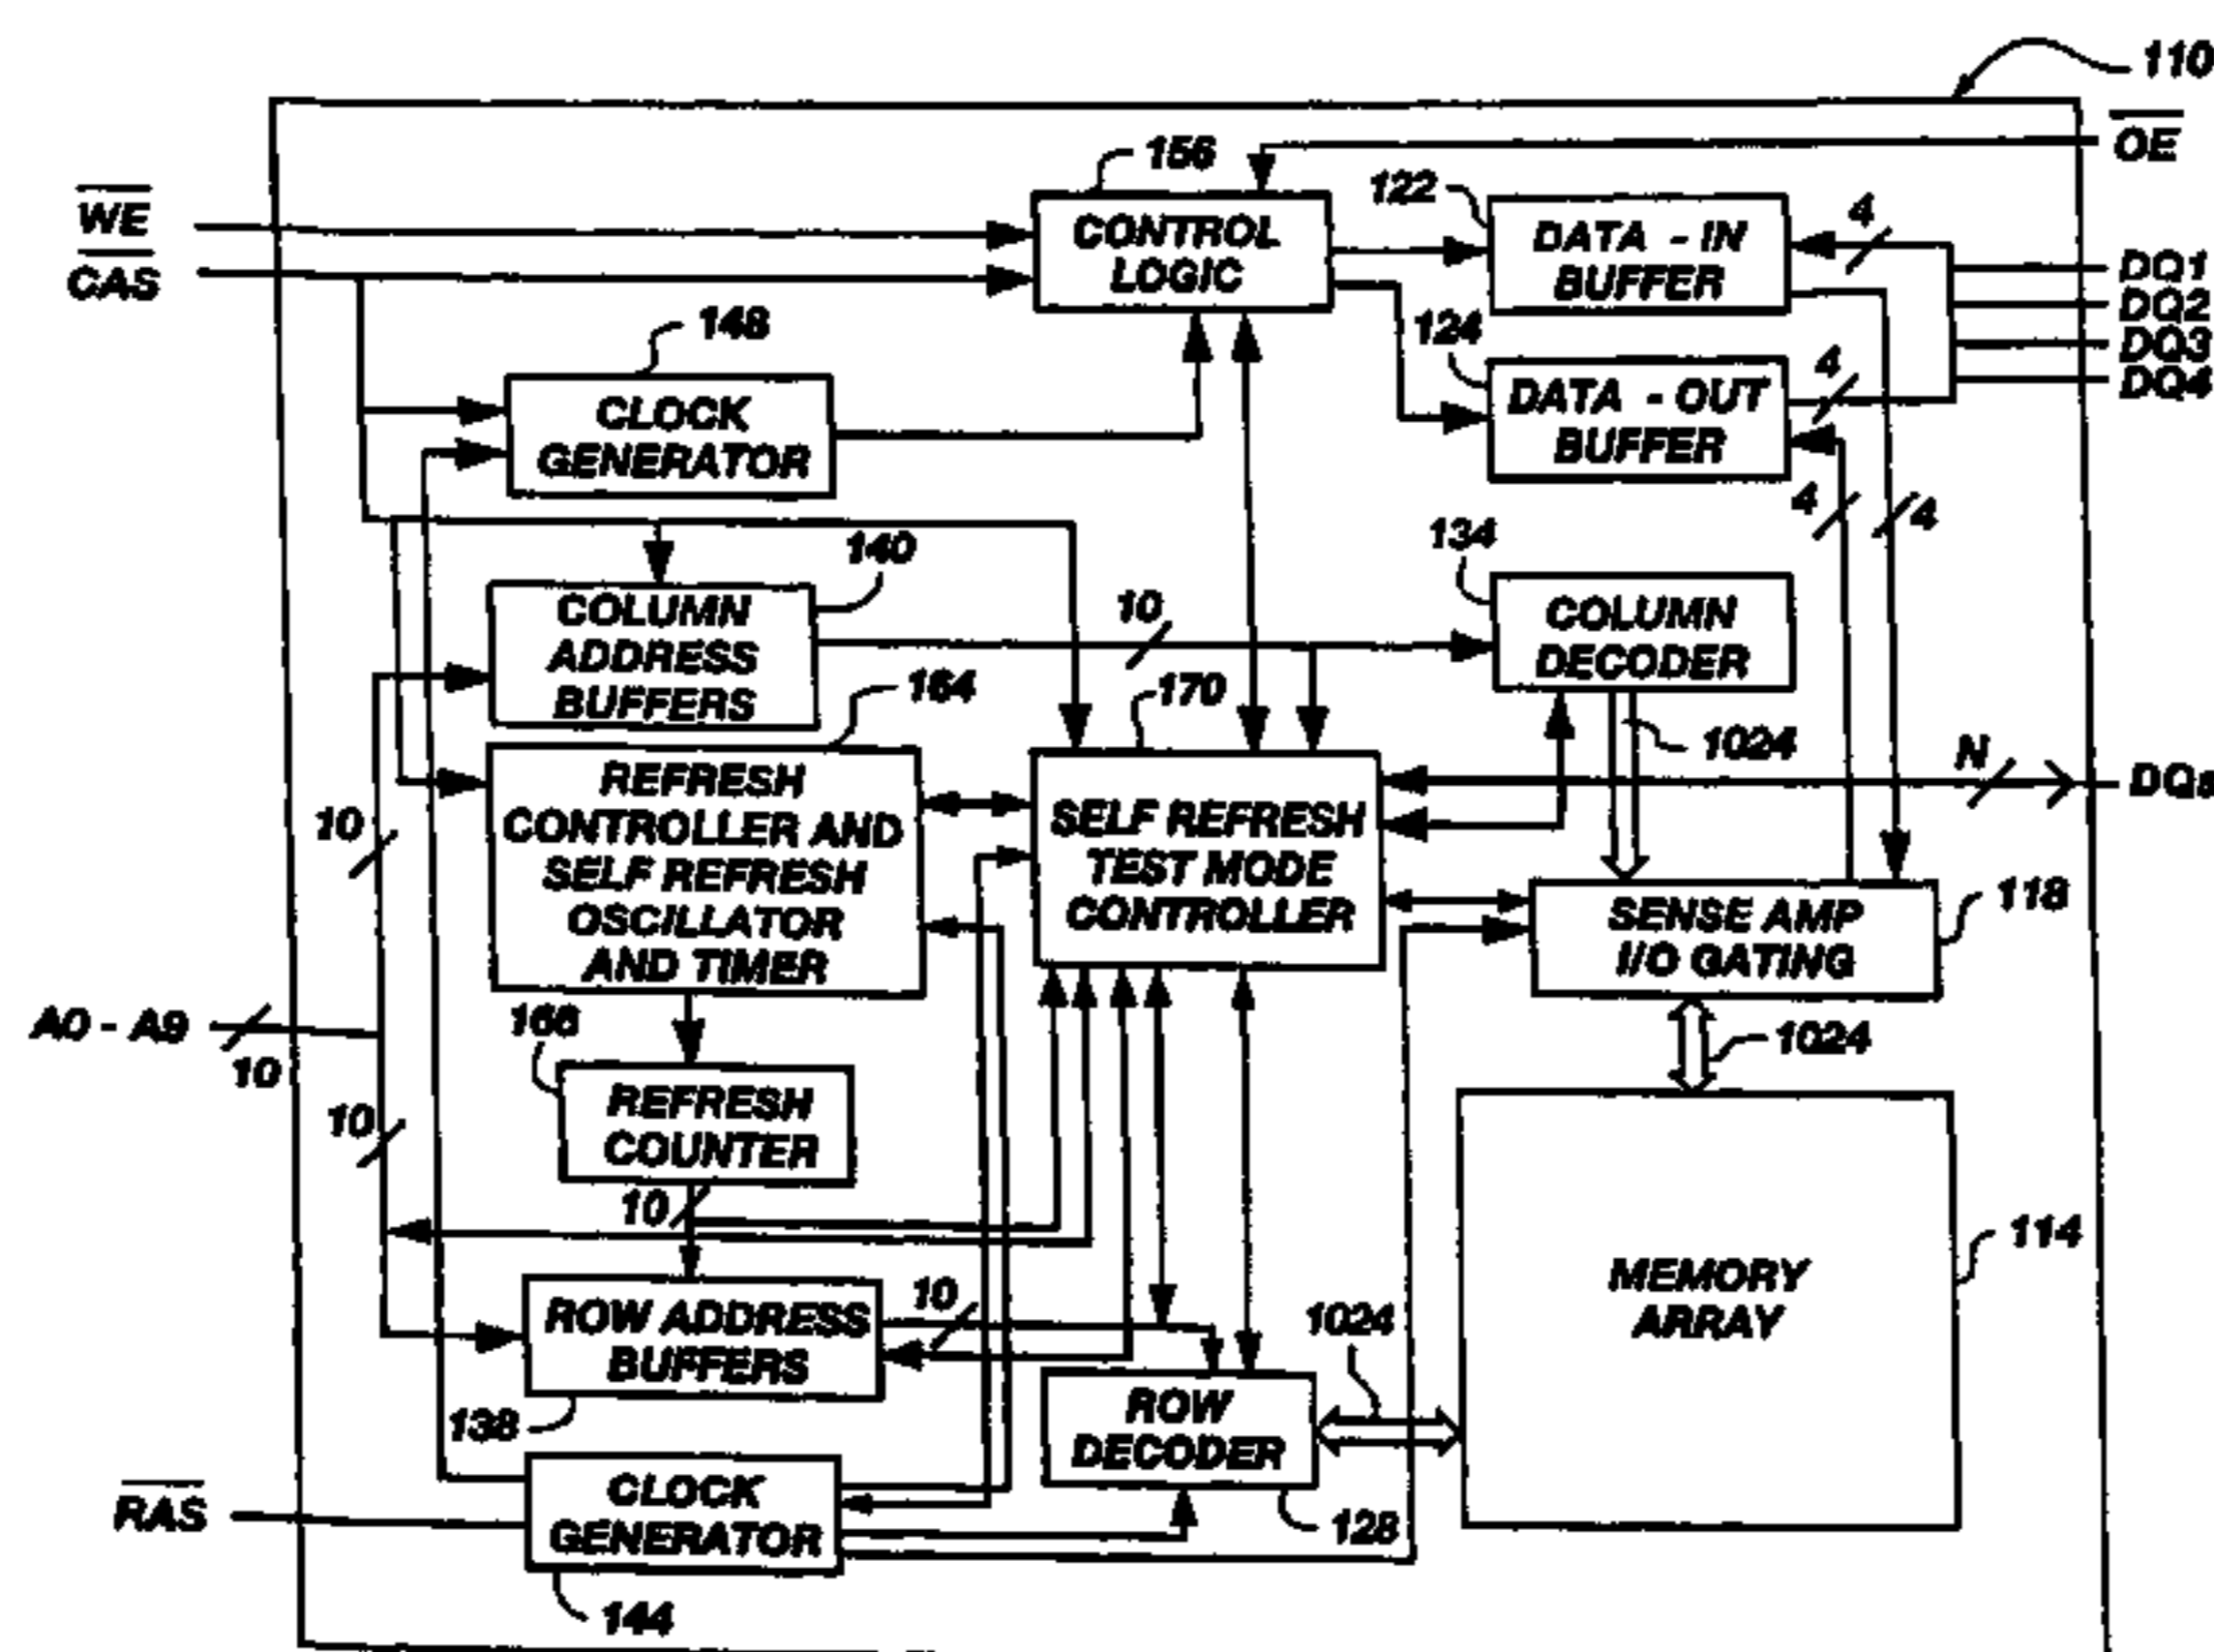 110
OE
156
122
WE
CONTROL
LOGIC
DATA - IN
BUFFER
4
CAS
DQ1
DQ2
DQ3
DQ4
148
124
4
CLOCK
GENERATOR
DATA - OUT
BUFFER
4
4
134
140
COLUMN
ADDRESS
BUFFERS
10
COLUMN
DECODER
164
170
1024
N
DQs
REFRESH
CONTROLLER AND
SELF REFRESH
OSCILLATOR
AND TIMER
10
SELF REFRESH
TEST MODE
CONTROLLER
SENSE AMP
I/O GATING
118
A0 - A9
10
166
1024
10
REFRESH
COUNTER
10
114
MEMORY
ARRAY
ROW ADDRESS
BUFFERS
10
1024
138
ROW
DECODER
RAS
CLOCK
GENERATOR
128
144